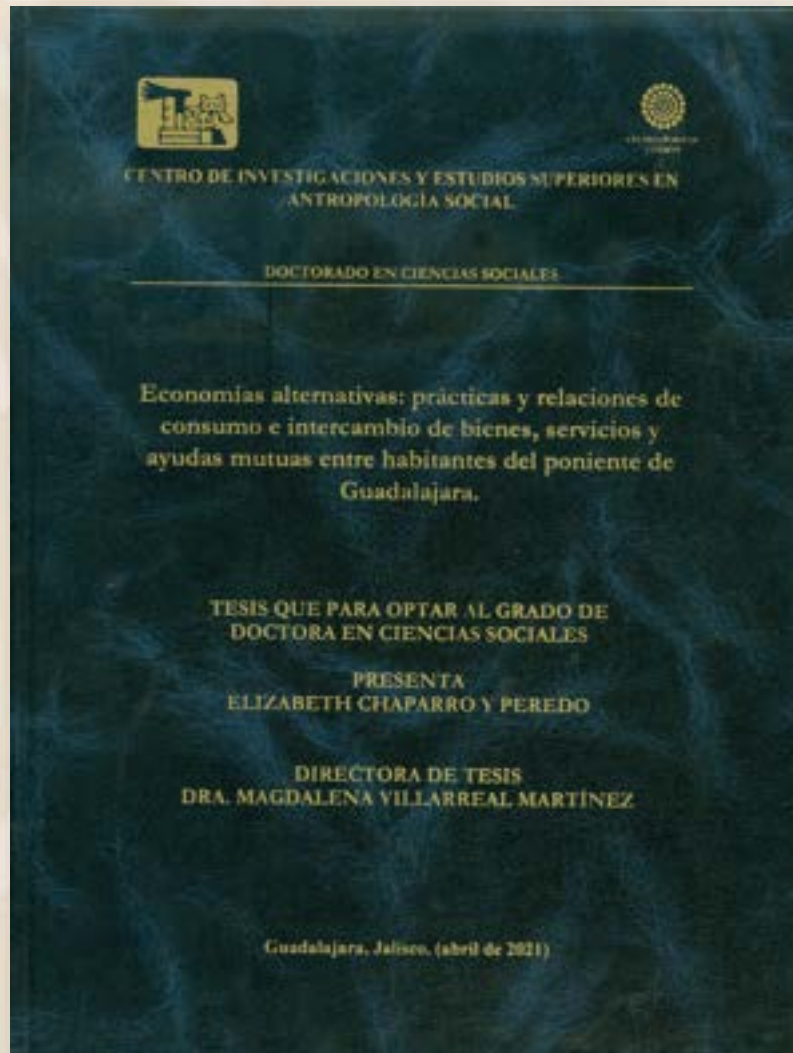 CENTRO DE INVESTIGACIONES Y ESTUDIOS SUPERIORES EN
ANTROPOLOGÍA SOCIAL
DOCTORADO EN CIENCIAS SOCIALES
Economías alternativas: prácticas y relaciones de
consumo e intercambio de bienes, servicios y
ayudas mutuas entre habitantes del poniente de
Guadalajara.
TESIS QUE PARA OPTAR AL GRADO DE
DOCTORA EN CIENCIAS SOCIALES
PRESENTA
ELIZABETH CHAPARRO Y PEREDO
DIRECTORA DE TESIS
DRA. MAGDALENA VILLARREAL MARTÍNEZ
Guadalajara, Jalisco, (abril de 2021)